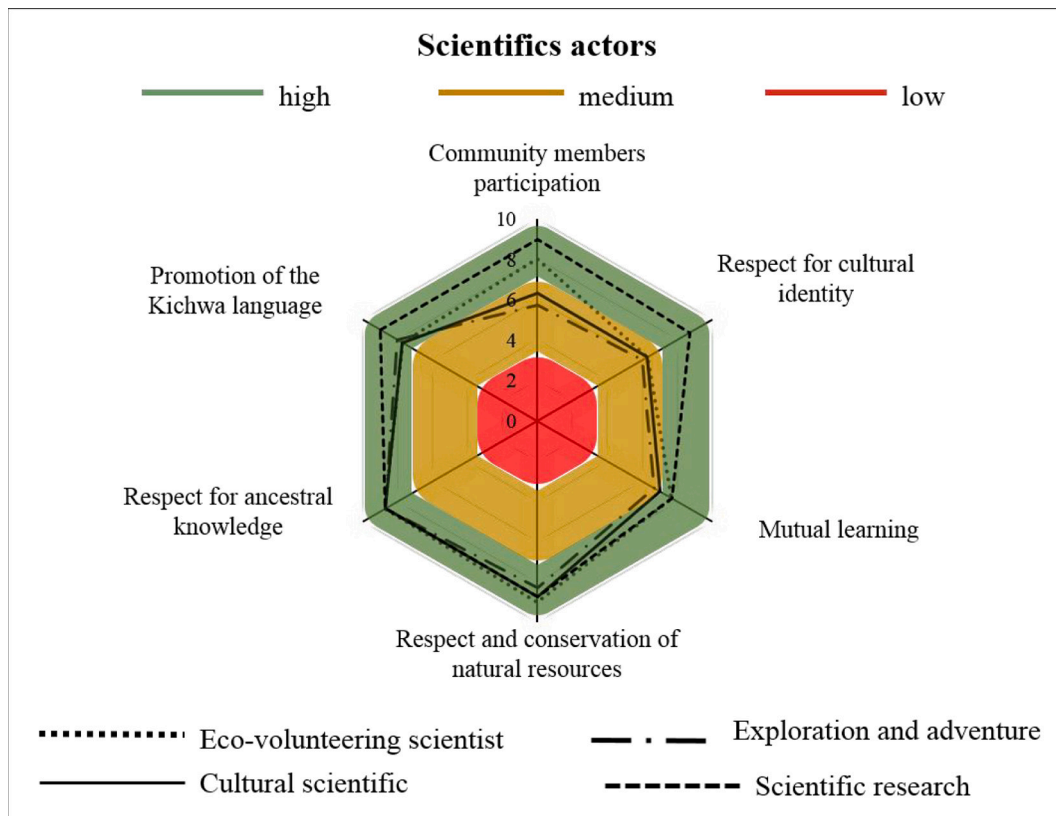 Scientifics actors
high
medium
low
Community members
participation
10
8
6
4
2
0
Promotion of the
Kichwa language
Respect for cultural
identity
Respect for ancestral
knowledge
Mutual learning
Respect and conservation of
natural resources
Eco-volunteering scientist
Exploration and adventure
Cultural scientific
Scientific research